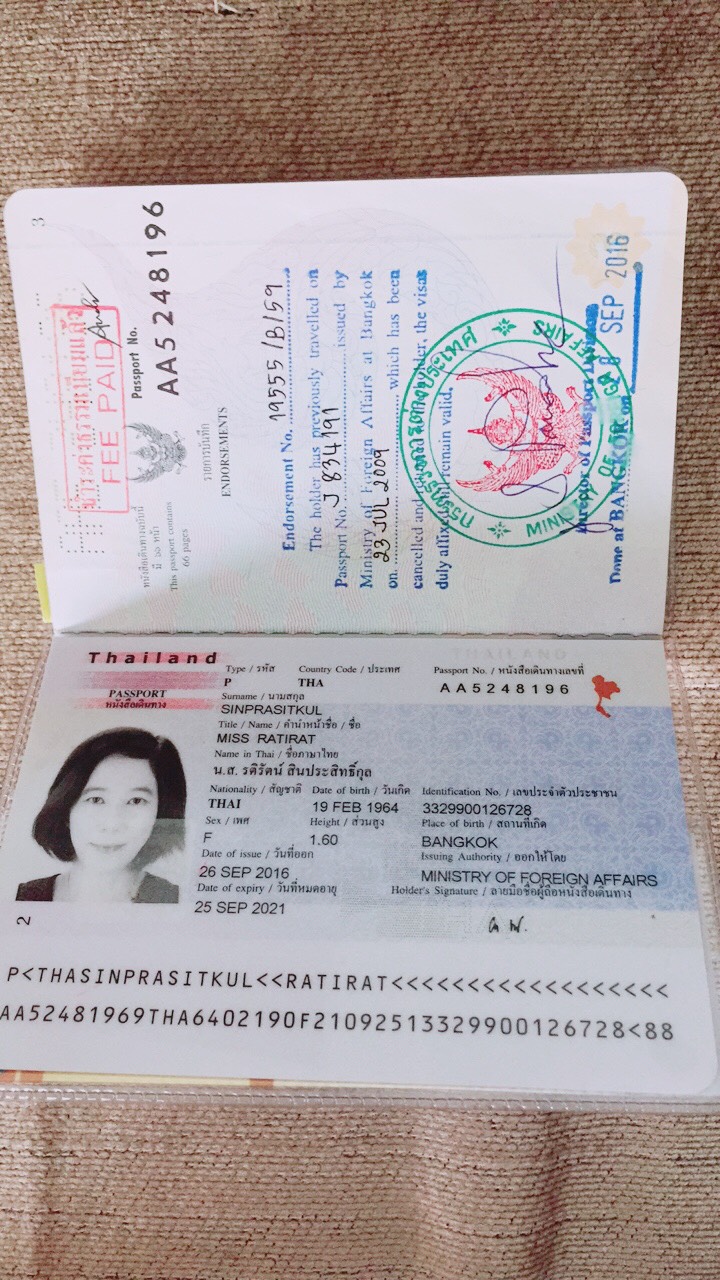 3
ชำระค่าธรรมเนียมแล้ว
FEE PAID
Passport No.
AA5248196
หนังสือเดินทางฉบับนี้
มี ๖๖ หน้า
This passport contains
66 pages
รายการบันทึก
ENDORSEMENTS
Endorsement No. 19555/B/59
The holder has previously travelled on
Passport No. J 834191 issued by
Ministry of Foreign Affairs at Bangkok
on. 23 JUL 2009 which has been
cancelled and the visas
duly affixed remain valid.
กระทรวงการต่างประเทศ
MINISTRY OF FOREIGN AFFAIRS
Director of Passport
Done at BANGKOK on SEP 2016
Thailand
PASSPORT
หนังสือเดินทาง
Type / รหัส Country Code / ประเทศ Passport No. / หนังสือเดินทางเลขที่
P THA AA5248196
Surname / นามสกุล
SINPRASITKUL
Title / Name / คำนำหน้าชื่อ / ชื่อ
MISS RATIRAT
Name in Thai / ชื่อภาษาไทย
น.ส. รติรัตน์ สินประสิทธิ์กุล
Nationality / สัญชาติ Date of birth / วันเกิด Identification No. / เลขประจำตัวประชาชน
THAI 19 FEB 1964 3329900126728
Sex / เพศ Height / ส่วนสูง Place of birth / สถานที่เกิด
F 1.60 BANGKOK
Date of issue / วันที่ออก Issuing Authority / ออกให้โดย
26 SEP 2016 MINISTRY OF FOREIGN AFFAIRS
Date of expiry / วันที่หมดอายุ Holder's Signature / ลายมือชื่อผู้ถือหนังสือเดินทาง
25 SEP 2021
2
P<THASINPRASITKUL<<RATIRAT<<<<<<<<<<<<<<<<<<
AA52481969THA6402190F21092513329900126728<88